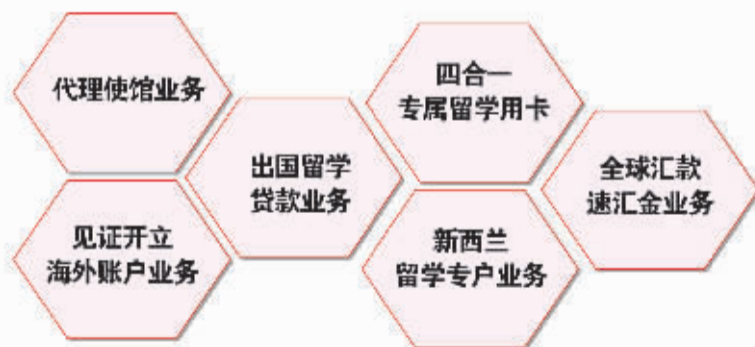 代理使馆业务
见证开立
海外账户业务
出国留学
贷款业务
四合一
专属留学用卡
新西兰
留学专户业务
全球汇款
速汇金业务